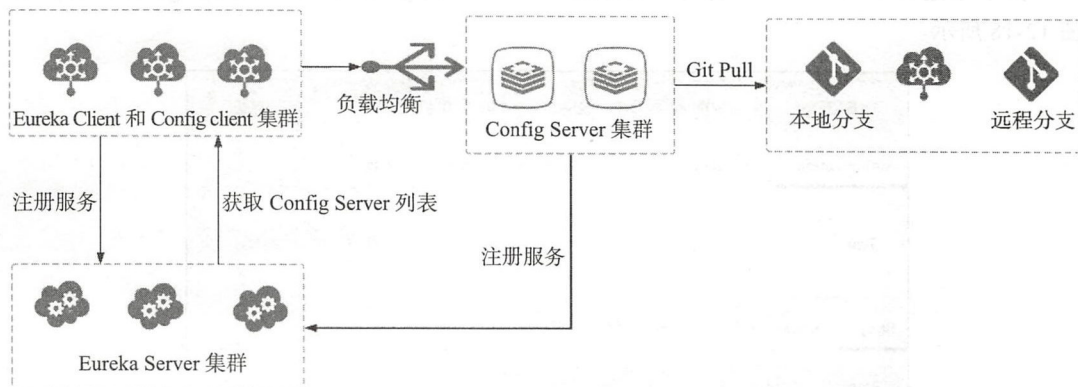 Git Pull
负载均衡
Eureka Client 和 Config client 集群
Config Server 集群
本地分支
远程分支
注册服务
获取 Config Server 列表
注册服务
Eureka Server 集群